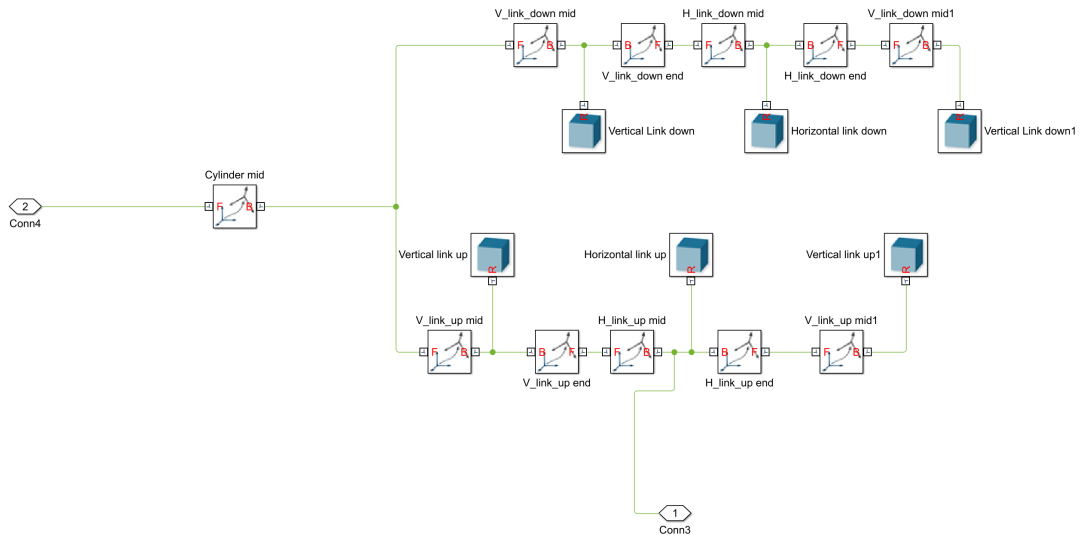 V_link_down mid
H_link_down mid
V_link_down mid1
F B
B F
F B
B F
F B
V_link_down end
H_link_down end
R
Vertical Link down
R
Horizontal link down
R
Vertical Link down1
Cylinder mid
2
F B
Conn4
Vertical link up
R
Horizontal link up
R
Vertical link up1
R
V_link_up mid
H_link_up mid
V_link_up mid1
F B
B F
F B
B F
F B
V_link_up end
H_link_up end
1
Conn3